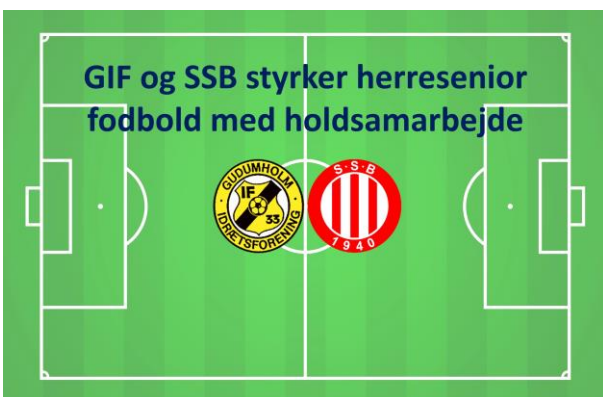 GIF og SSB styrker herresenior
fodbold med holdsamarbejde
GUDUMHOLM
IF
33
IDRÆTSFORENING
S·S·B
1940